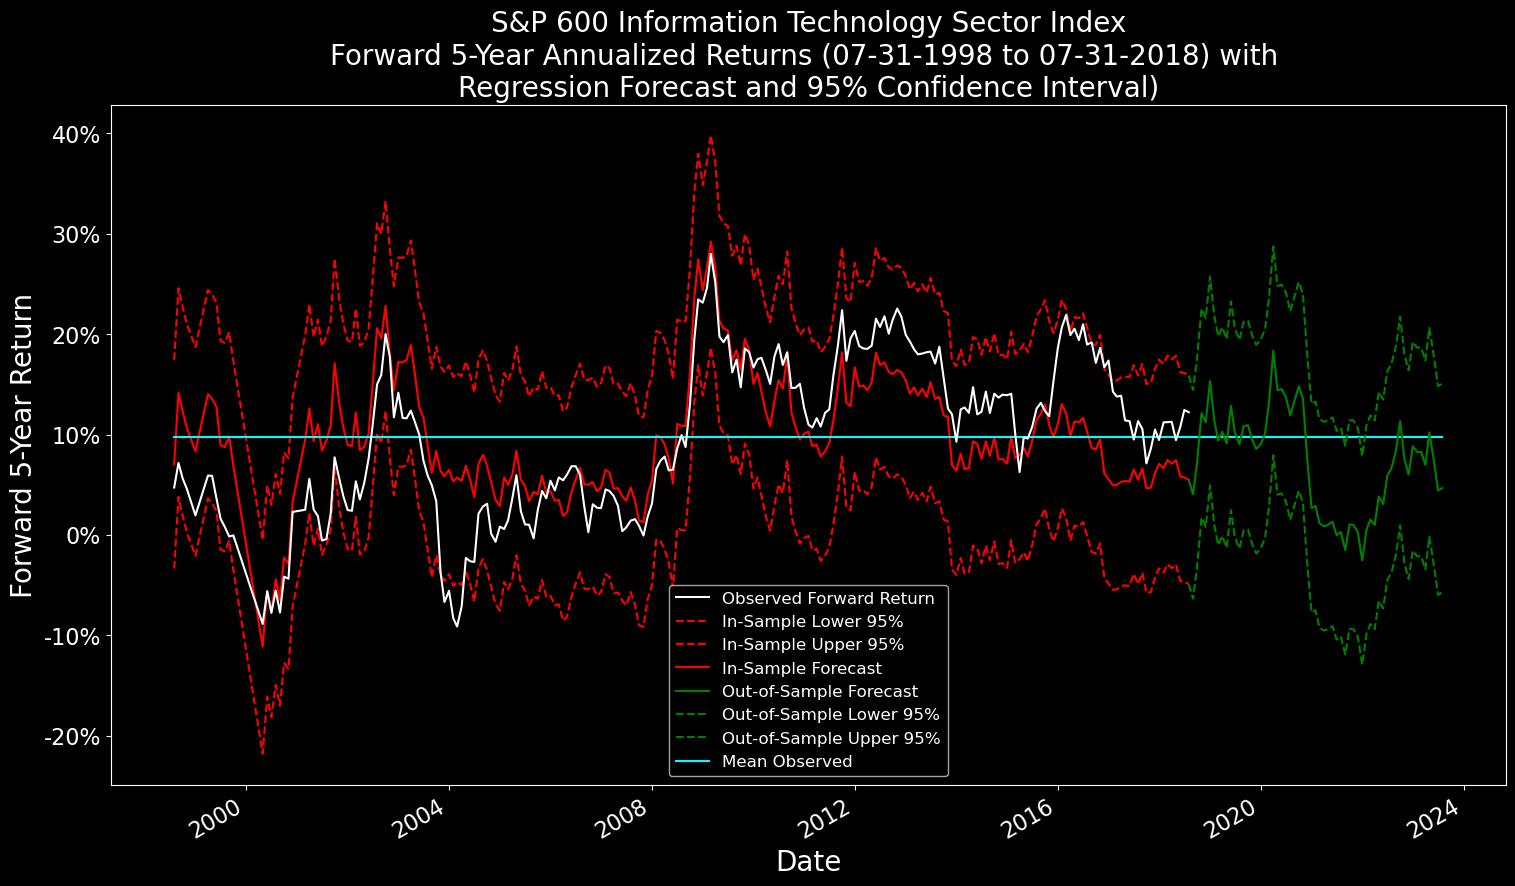 S&P 600 Information Technology Sector Index
Forward 5-Year Annualized Returns (07-31-1998 to 07-31-2018) with
Regression Forecast and 95% Confidence Interval)
Forward 5-Year Return
40%
30%
20%
10%
0%
-10%
-20%
Observed Forward Return
In-Sample Lower 95%
In-Sample Upper 95%
In-Sample Forecast
Out-of-Sample Forecast
Out-of-Sample Lower 95%
Out-of-Sample Upper 95%
Mean Observed
2000
2004
2008
2012
2016
2020
2024
Date